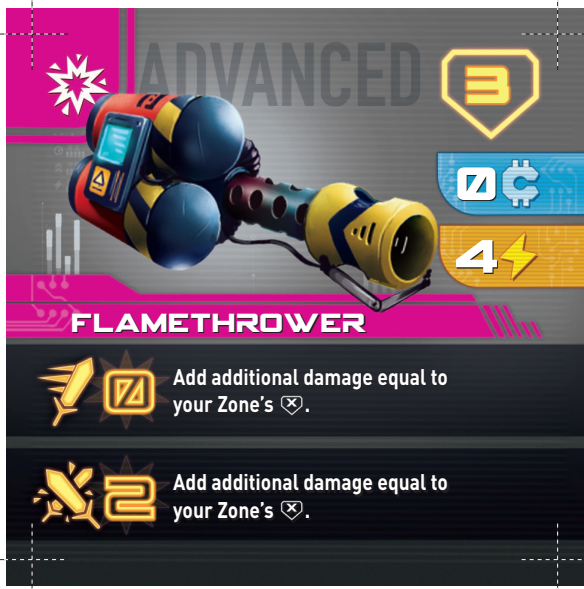 ADVANCED
3
0
4
FLAMETHROWER
0
Add additional damage equal to
your Zone's
.
2
Add additional damage equal to
your Zone's
.